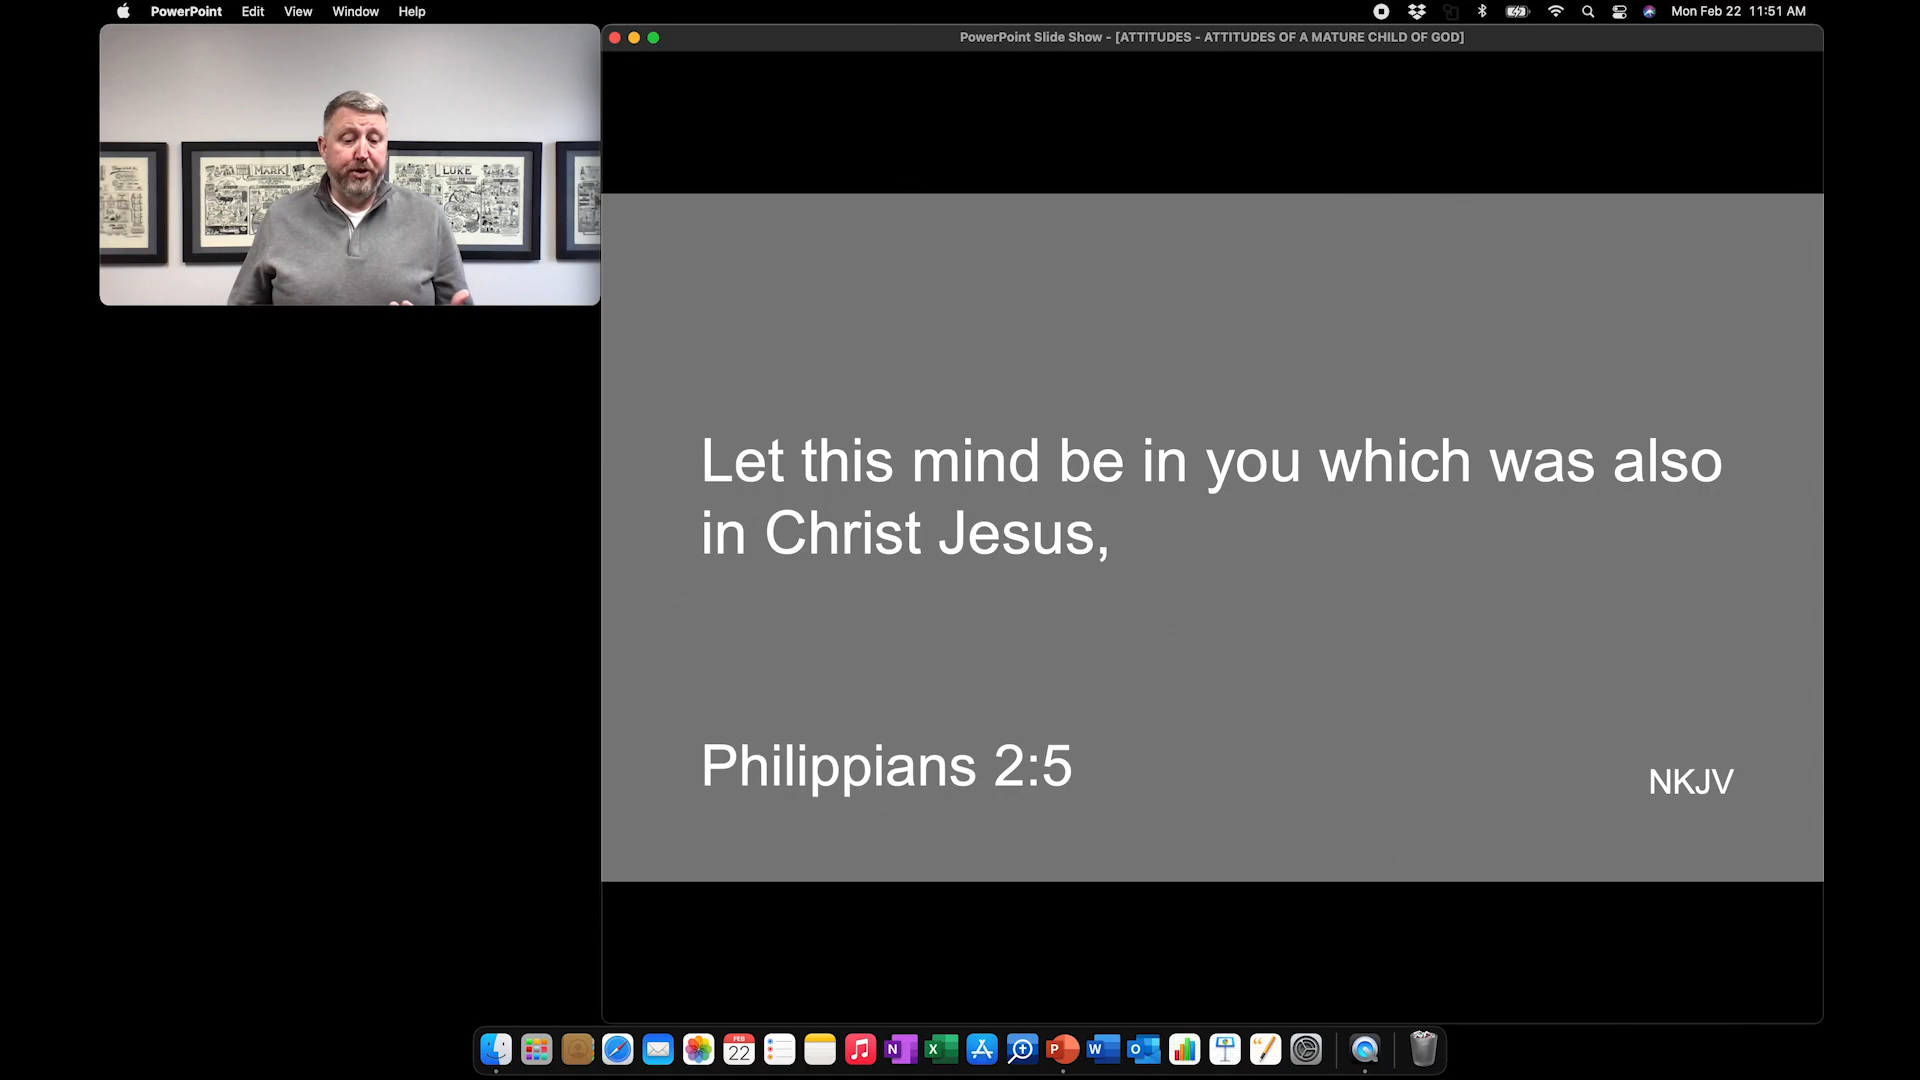 PowerPoint Edit View Window Help
Mon Feb 22 11:51 AM
PowerPoint Slide Show - [ATTITUDES - ATTITUDES OF A MATURE CHILD OF GOD]
MARK
LUKE
Let this mind be in you which was also
in Christ Jesus,
Philippians 2:5
NKJV
FEB
22
N
X
P
W
O